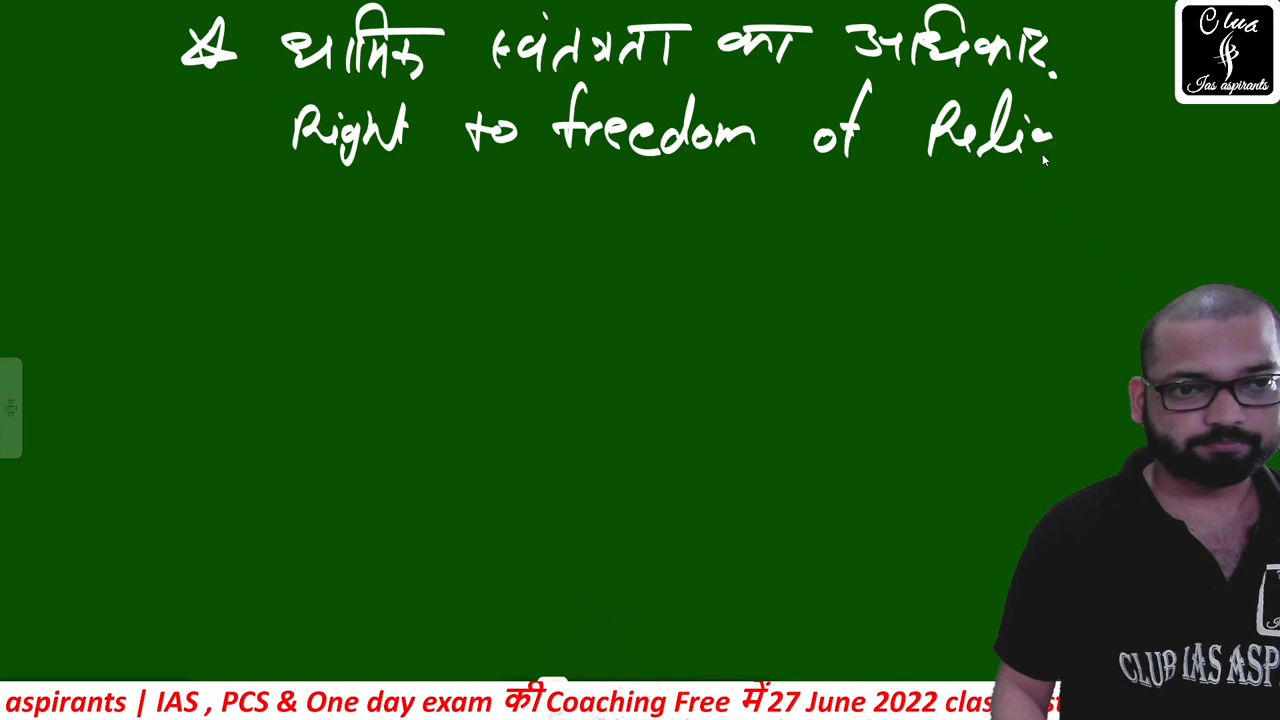 ☆ धार्मिक स्वतंत्रता का अधिकार.
Right to freedom of Relig
Club
Ias aspirants
CLUB IAS ASP
aspirants | IAS , PCS & One day exam की Coaching Free में 27 June 2022 clas